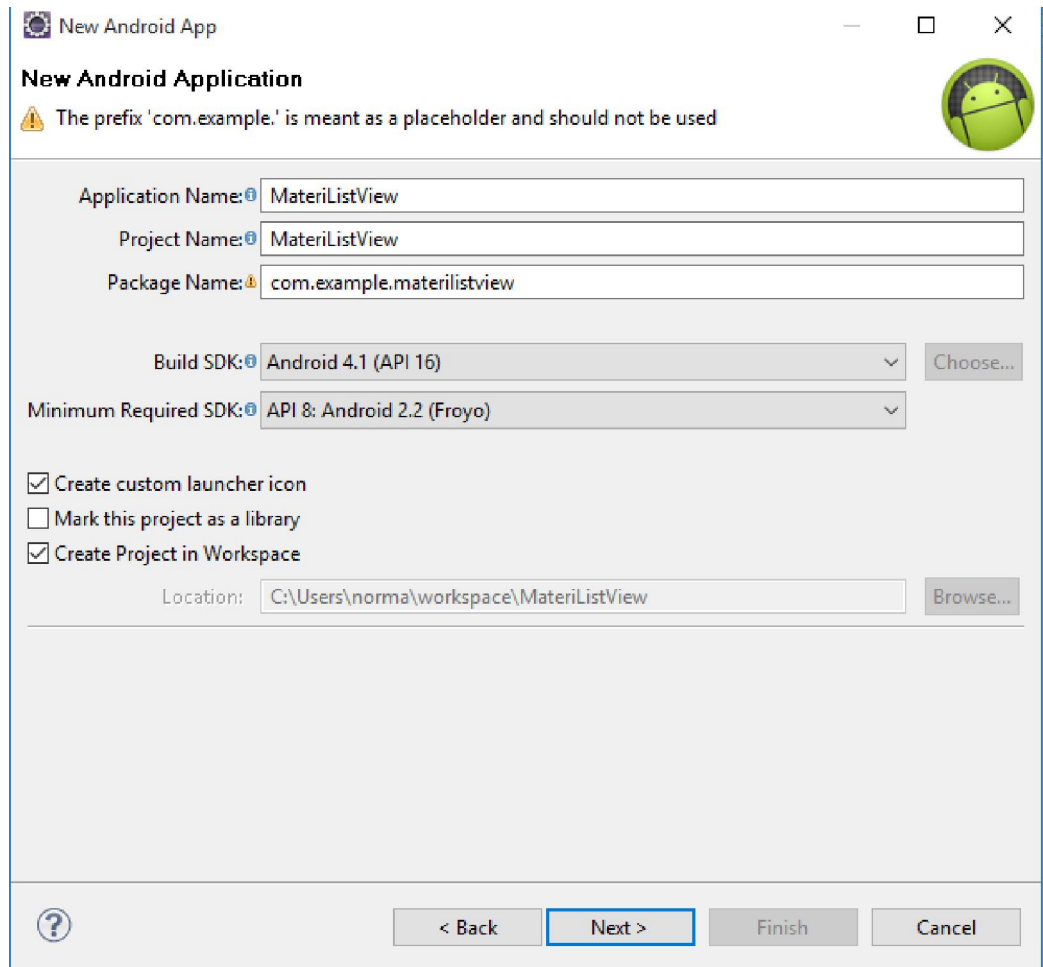 New Android App
New Android Application
The prefix 'com.example.' is meant as a placeholder and should not be used
Application Name: MateriListView
Project Name: MateriListView
Package Name: com.example.materilistview
Build SDK: Android 4.1 (API 16) Choose...
Minimum Required SDK: API 8: Android 2.2 (Froyo)
Create custom launcher icon
Mark this project as a library
Create Project in Workspace
Location: C:\Users\norma\workspace\MateriListView Browse...
? < Back Next > Finish Cancel